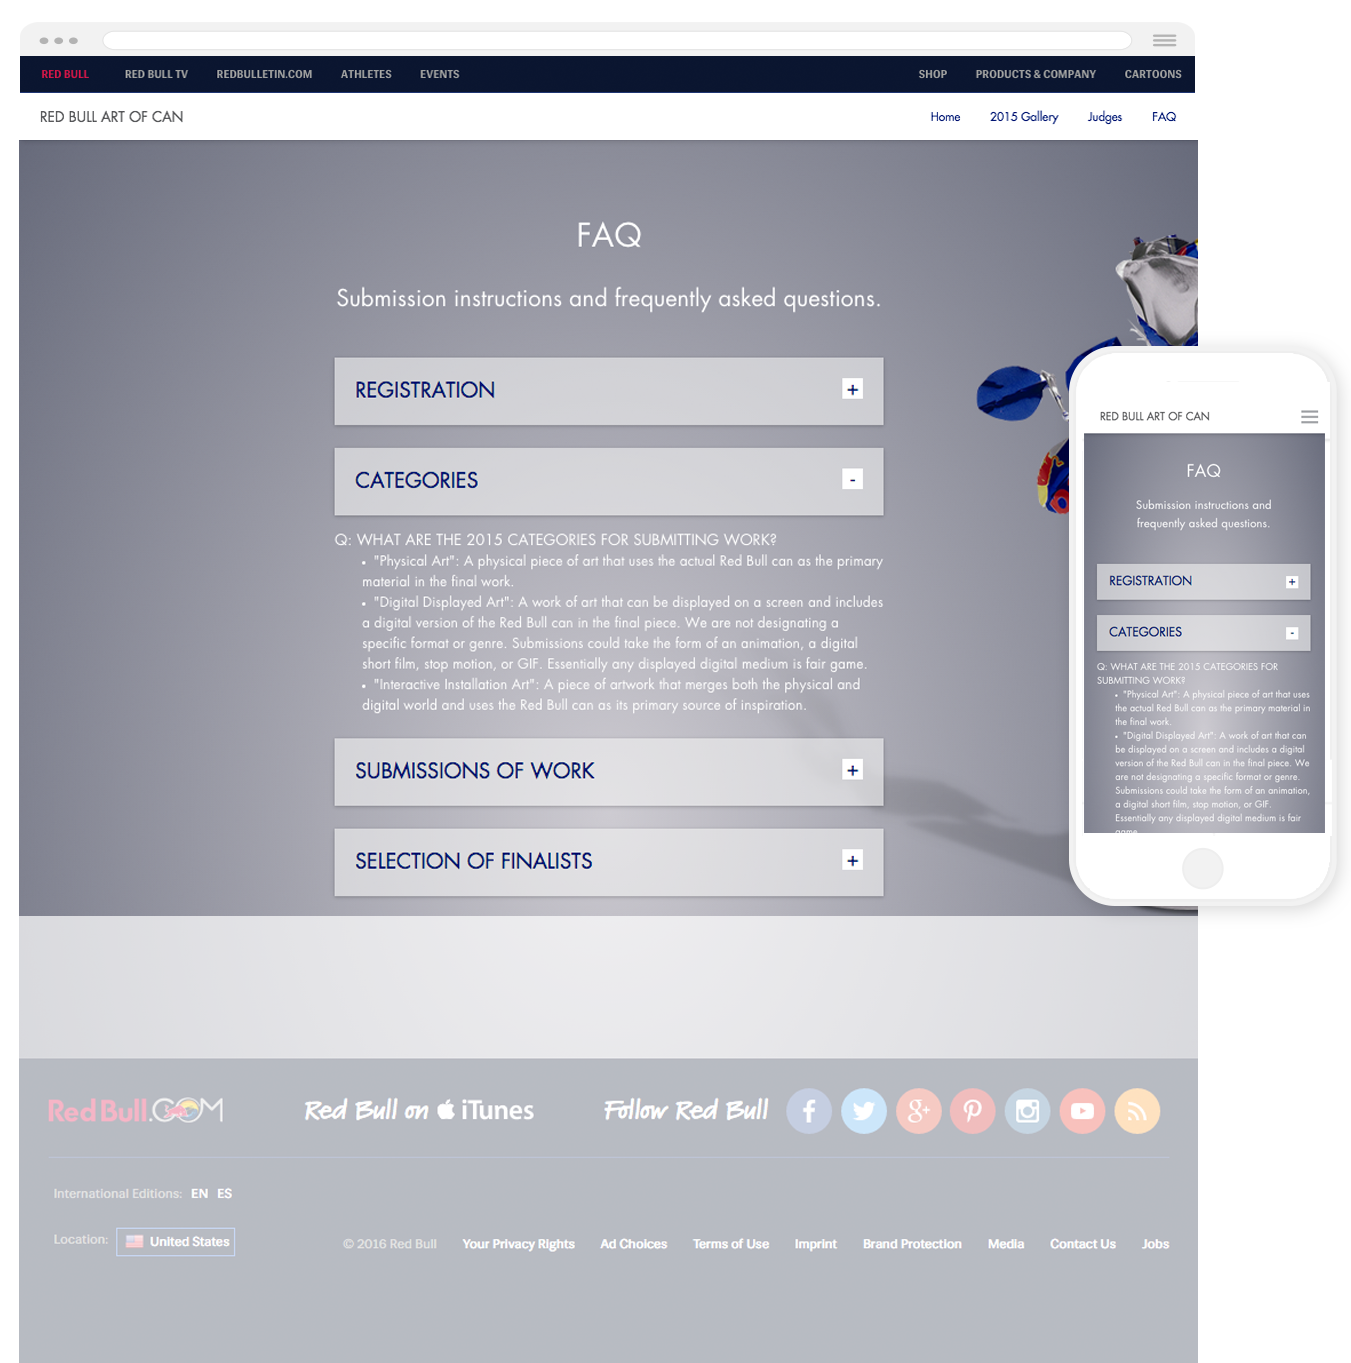 RED BULL RED BULL TV REDBULLETIN.COM ATHLETES EVENTS SHOP PRODUCTS & COMPANY CARTOONS
RED BULL ART OF CAN Home 2015 Gallery Judges FAQ
FAQ
Submission instructions and frequently asked questions.
REGISTRATION +
CATEGORIES -
Q: WHAT ARE THE 2015 CATEGORIES FOR SUBMITTING WORK?
• "Physical Art": A physical piece of art that uses the actual Red Bull can as the primary
material in the final work.
• "Digital Displayed Art": A work of art that can be displayed on a screen and includes
a digital version of the Red Bull can in the final piece. We are not designating a
specific format or genre. Submissions could take the form of an animation, a digital
short film, stop motion, or GIF. Essentially any displayed digital medium is fair game.
• "Interactive Installation Art": A piece of artwork that merges both the physical and
digital world and uses the Red Bull can as its primary source of inspiration.
SUBMISSIONS OF WORK +
SELECTION OF FINALISTS +
RED BULL ART OF CAN
FAQ
Submission instructions and
frequently asked questions.
REGISTRATION +
CATEGORIES -
Q: WHAT ARE THE 2015 CATEGORIES FOR
SUBMITTING WORK?
• "Physical Art": A physical piece of art that uses
the actual Red Bull can as the primary material in
the final work.
• "Digital Displayed Art": A work of art that can
be displayed on a screen and includes a digital
version of the Red Bull can in the final piece. We
are not designating a specific format or genre.
Submissions could take the form of an animation,
a digital short film, stop motion, or GIF.
Essentially any displayed digital medium is fair
game.
Red Bull.COM Red Bull on iTunes Follow Red Bull
International Editions: EN ES
Location: United States
© 2016 Red Bull Your Privacy Rights Ad Choices Terms of Use Imprint Brand Protection Media Contact Us Jobs